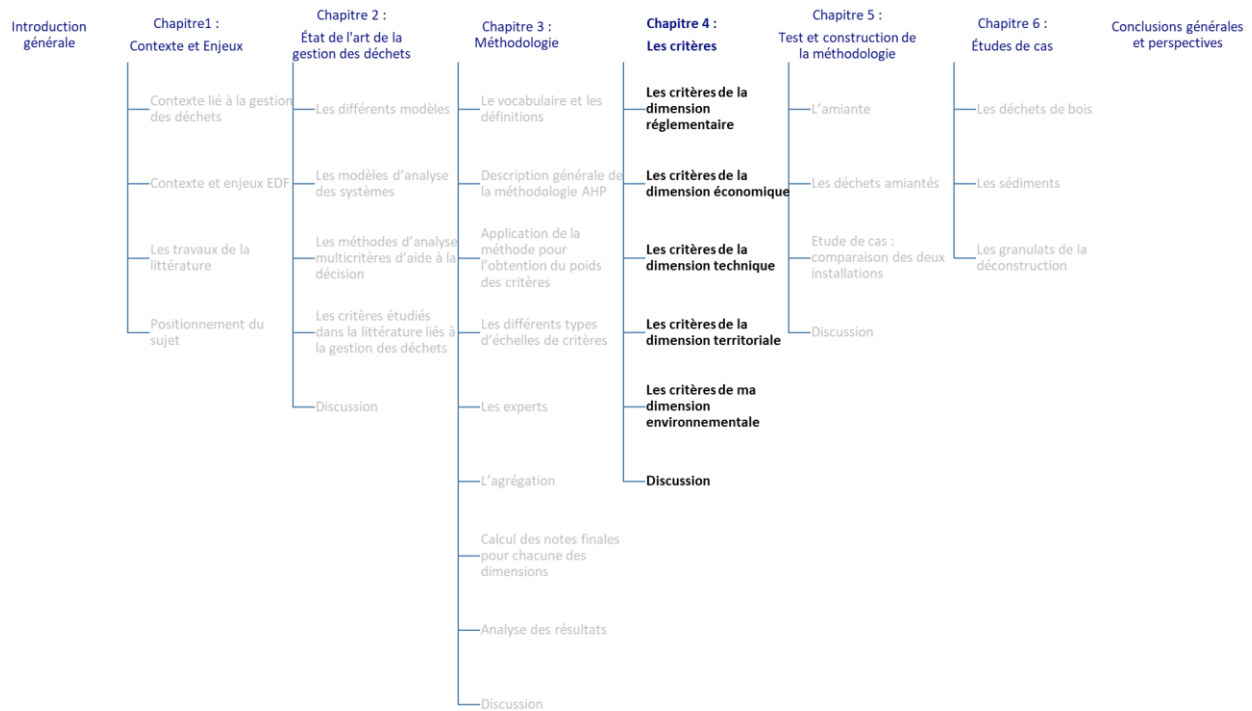 Introduction
générale
Chapitre1 :
Contexte et Enjeux
Contexte lié à la gestion
des déchets
Contexte et enjeux EDF
Les travaux de la
littérature
Positionnement du
sujet
Chapitre 2 :
État de l'art de la
gestion des déchets
Les différents modèles
Les modèles d'analyse
des systèmes
Les méthodes d'analyse
multicritères d'aide à la
décision
Les critères étudiés
dans la littérature liés à
la gestion des déchets
Discussion
Chapitre 3 :
Méthodologie
Le vocabulaire et les
définitions
Description générale de
la méthodologie AHP
Application de la
méthode pour
l'obtention du poids
des critères
Les différents types
d'échelles de critères
Les experts
L'agrégation
Calcul des notes finales
pour chacune des
dimensions
Analyse des résultats
Discussion
Chapitre 4 :
Les critères
Les critères de la
dimension
réglementaire
Les critères de la
dimension économique
Les critères de la
dimension technique
Les critères de la
dimension territoriale
Les critères de ma
dimension
environnementale
Discussion
Chapitre 5 :
Test et construction de
la méthodologie
L'amiante
Les déchets amiantés
Etude de cas :
comparaison des deux
installations
Discussion
Chapitre 6 :
Études de cas
Les déchets de bois
Les sédiments
Les granulats de la
déconstruction
Conclusions générales
et perspectives